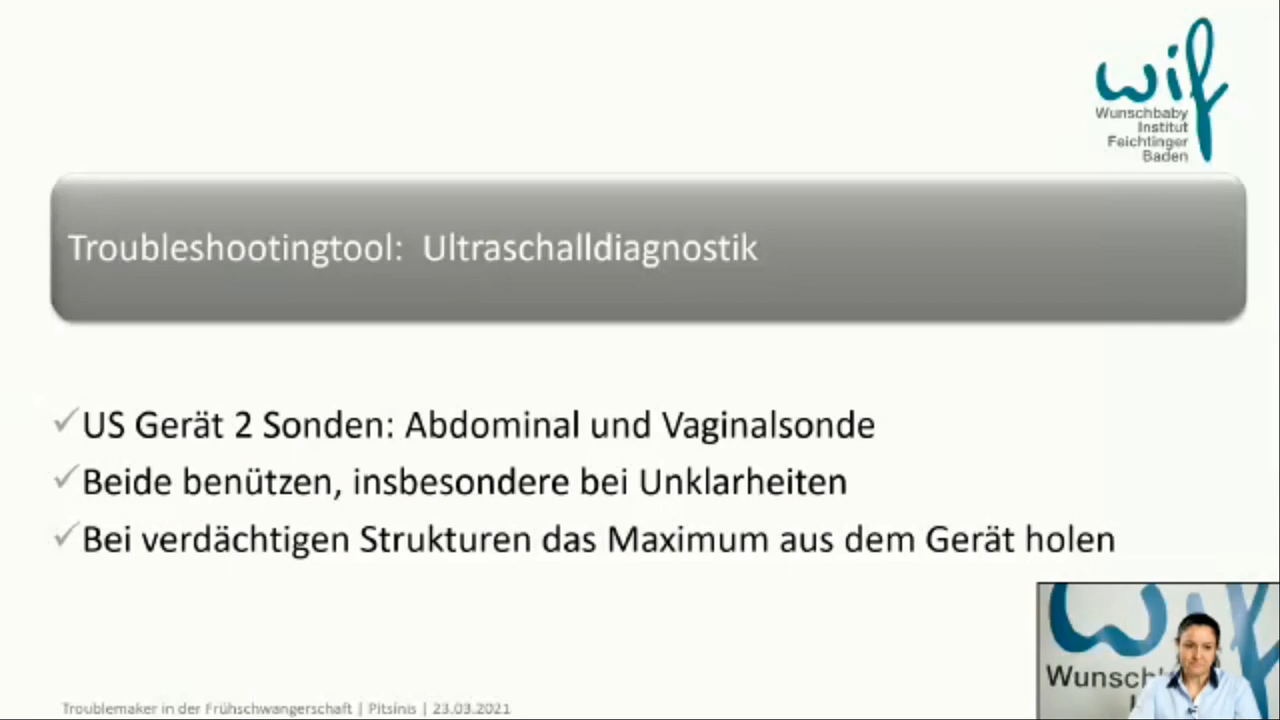 wif
Wunschbaby
Institut
Feichtinger
Baden
Troubleshootingtool: Ultraschalldiagnostik
US Gerät 2 Sonden: Abdominal und Vaginalsonde
Beide benützen, insbesondere bei Unklarheiten
Bei verdächtigen Strukturen das Maximum aus dem Gerät holen
Troublemaker in der Frühschwangerschaft | Pitsinis | 23.03.2021